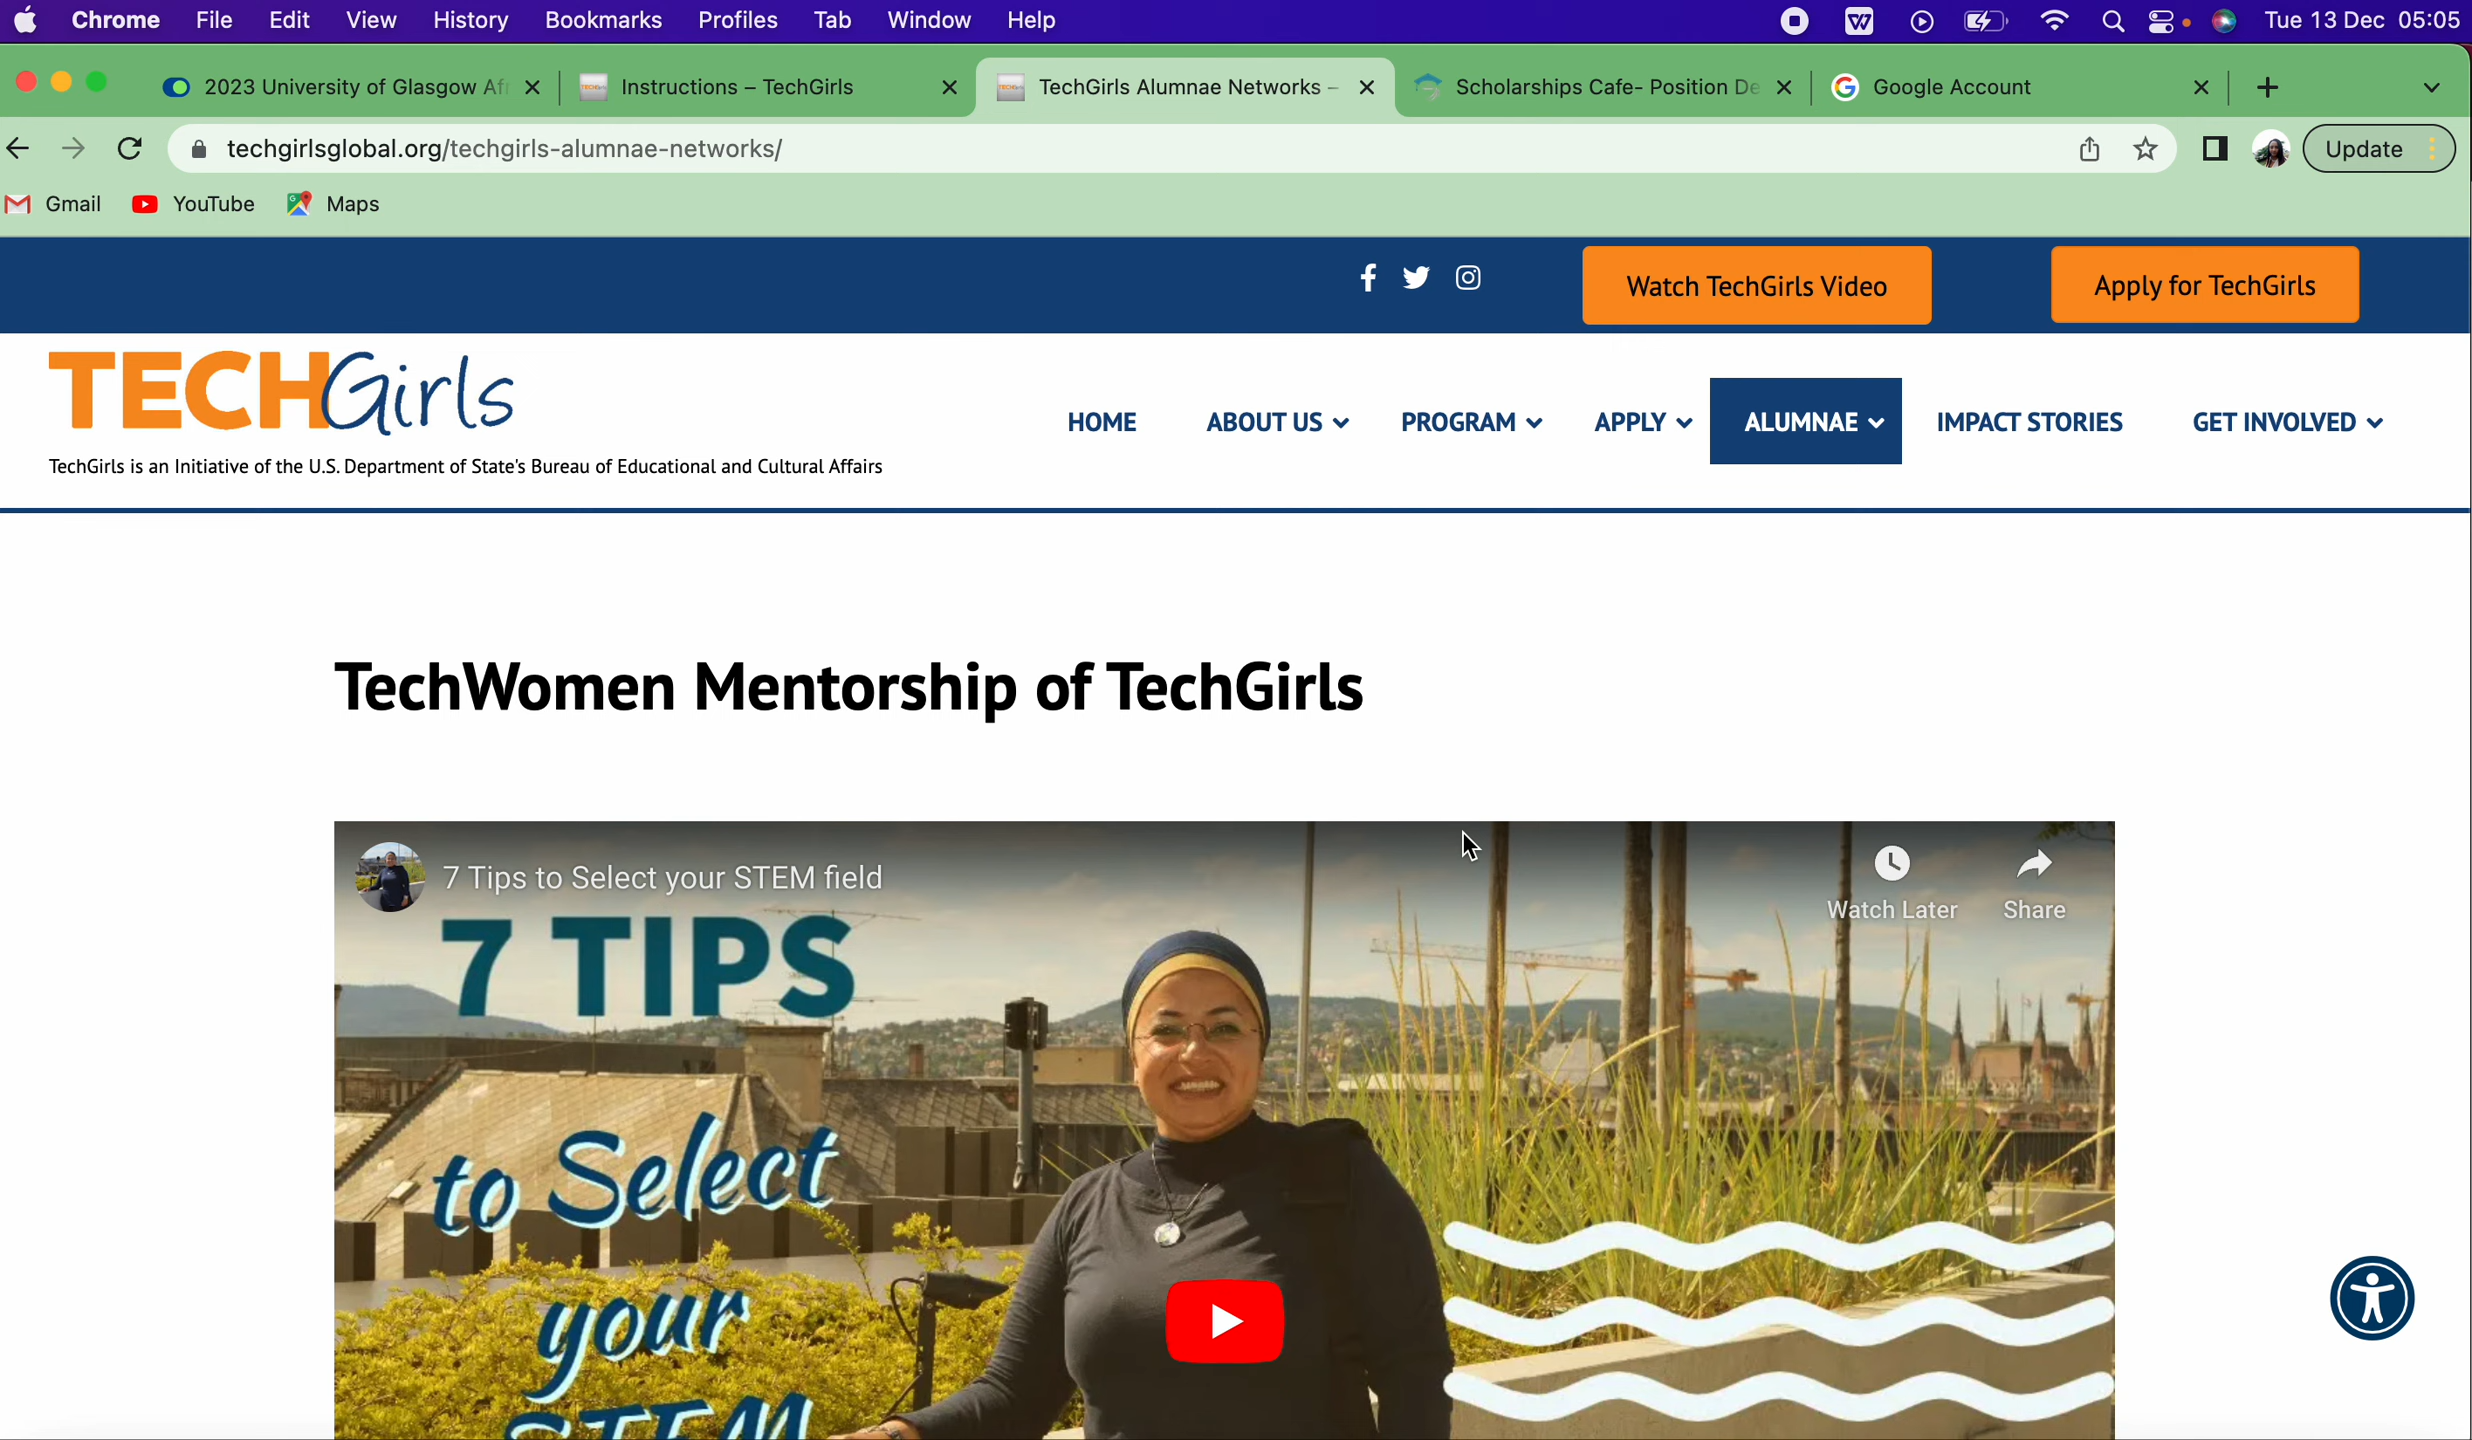 Chrome File Edit View History Bookmarks Profiles Tab Window Help Tue 13 Dec 05:05
2023 University of Glasgow Afr Instructions – TechGirls TechGirls Alumnae Networks – Scholarships Cafe- Position De Google Account
techgirlsglobal.org/techgirls-alumnae-networks/ Update
Gmail YouTube Maps
Watch TechGirls Video Apply for TechGirls
TECHGirls
TechGirls is an Initiative of the U.S. Department of State's Bureau of Educational and Cultural Affairs
HOME ABOUT US PROGRAM APPLY ALUMNAE IMPACT STORIES GET INVOLVED
TechWomen Mentorship of TechGirls
7 Tips to Select your STEM field
Watch Later Share
7 TIPS
to Select
your
STEM